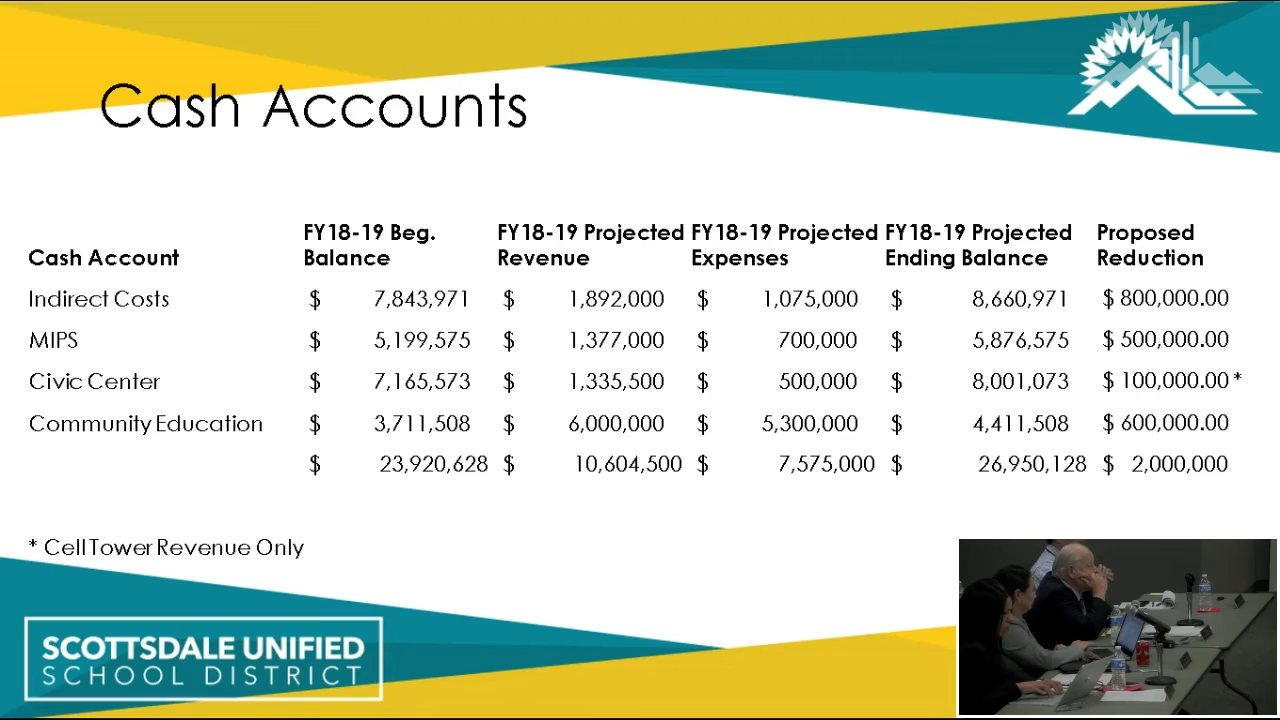 Cash Accounts
Cash Account FY18-19 Beg. Balance FY18-19 Projected Revenue FY18-19 Projected Expenses FY18-19 Projected Ending Balance Proposed Reduction
Indirect Costs $ 7,843,971 $ 1,892,000 $ 1,075,000 $ 8,660,971 $ 800,000.00
MIPS $ 5,199,575 $ 1,377,000 $ 700,000 $ 5,876,575 $ 500,000.00
Civic Center $ 7,165,573 $ 1,335,500 $ 500,000 $ 8,001,073 $ 100,000.00 *
Community Education $ 3,711,508 $ 6,000,000 $ 5,300,000 $ 4,411,508 $ 600,000.00
$ 23,920,628 $ 10,604,500 $ 7,575,000 $ 26,950,128 $ 2,000,000
* Cell Tower Revenue Only
SCOTTSDALE UNIFIED
SCHOOL DISTRICT